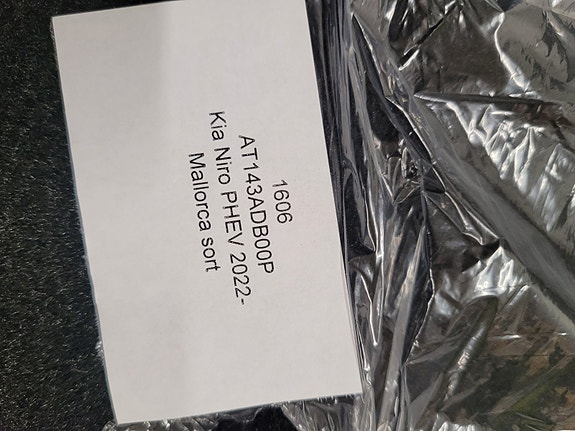 1606
AT143ADB00P
Kia Niro PHEV 2022-
Mallorca sort